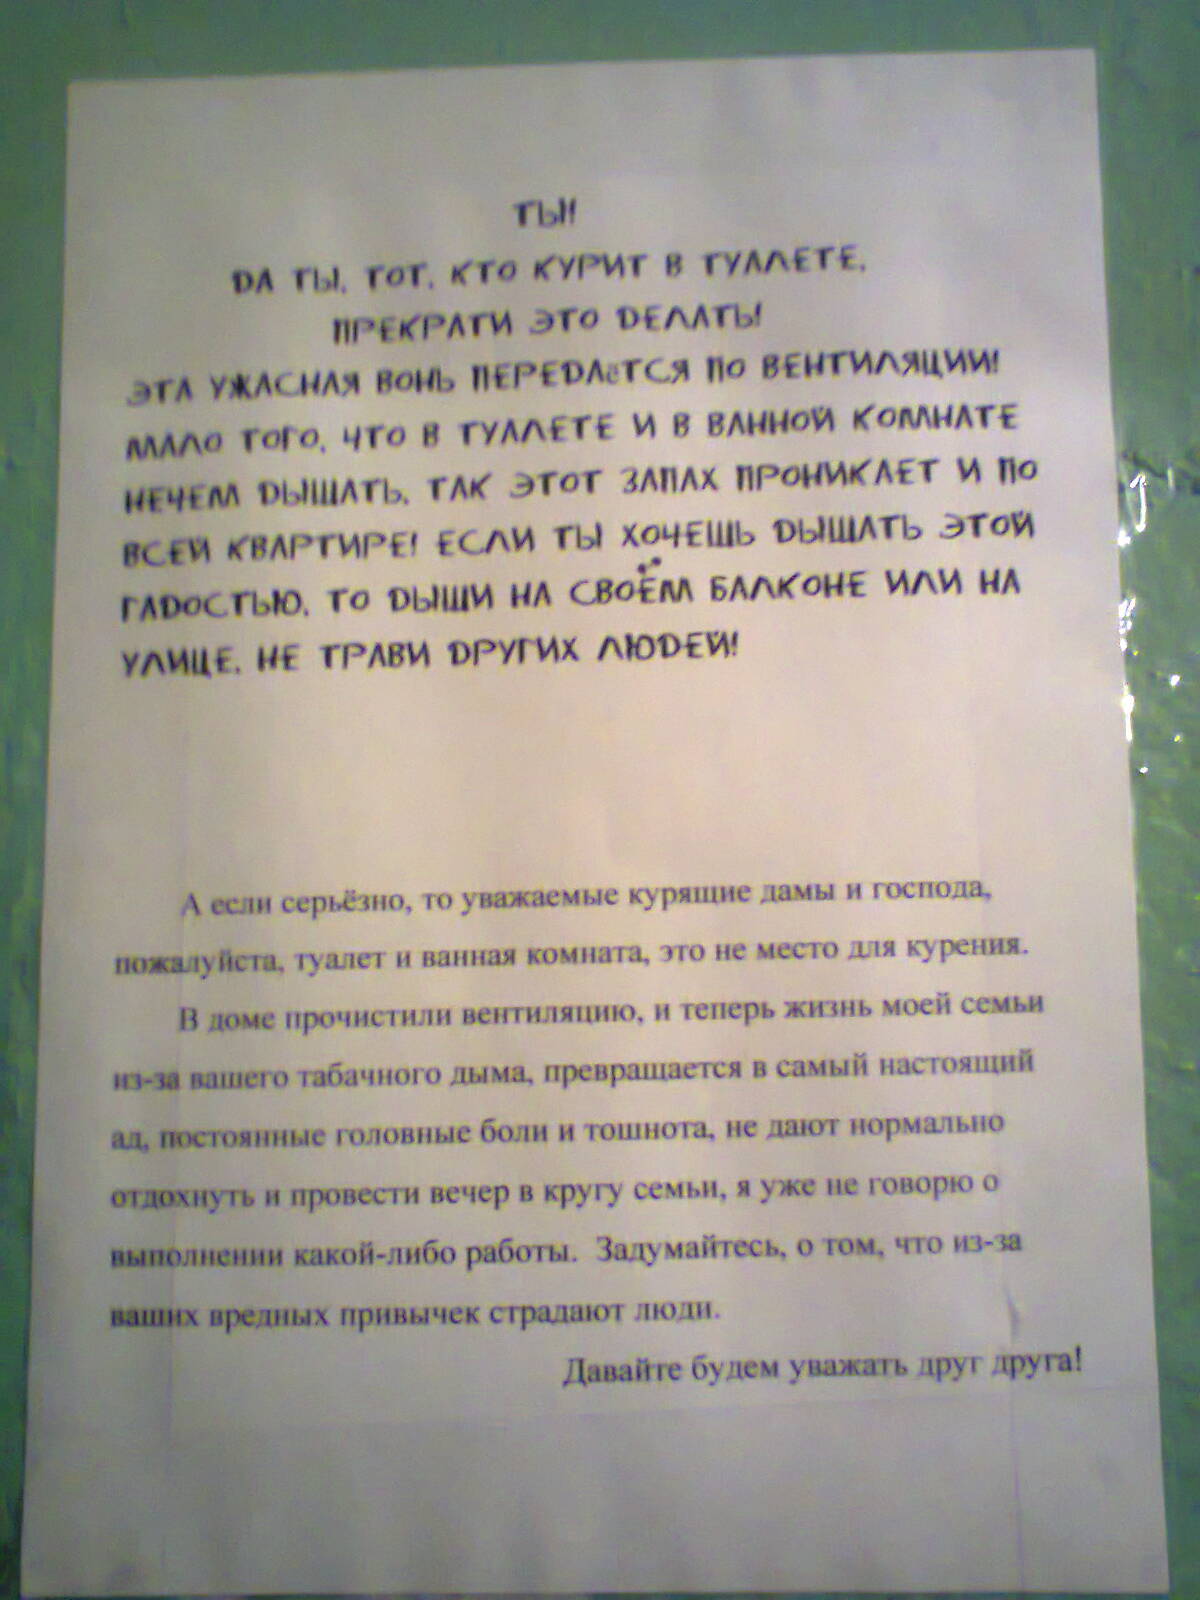 ТЫ!
ДА ТЫ, ТОТ, КТО КУРИТ В ТУАЛЕТЕ,
ПРЕКРАТИ ЭТО ДЕЛАТЬ!
ЭТА УЖАСНАЯ ВОНЬ ПЕРЕДАёТСЯ ПО ВЕНТИЛЯЦИИ!
МАЛО ТОГО, ЧТО В ТУАЛЕТЕ И В ВАННОЙ КОМНАТЕ
НЕЧЕМ ДЫШАТЬ, ТАК ЭТОТ ЗАПАХ ПРОНИКАЕТ И ПО
ВСЕЙ КВАРТИРЕ! ЕСЛИ ТЫ ХОЧЕШЬ ДЫШАТЬ ЭТОЙ
ГАДОСТЬЮ, ТО ДЫШИ НА СВОЁМ БАЛКОНЕ ИЛИ НА
УЛИЦЕ, НЕ ТРАВИ ДРУГИХ ЛЮДЕЙ!
А если серьёзно, то уважаемые курящие дамы и господа,
пожалуйста, туалет и ванная комната, это не место для курения.
В доме прочистили вентиляцию, и теперь жизнь моей семьи
из-за вашего табачного дыма, превращается в самый настоящий
ад, постоянные головные боли и тошнота, не дают нормально
отдохнуть и провести вечер в кругу семьи, я уже не говорю о
выполнении какой-либо работы. Задумайтесь, о том, что из-за
ваших вредных привычек страдают люди.
Давайте будем уважать друг друга!